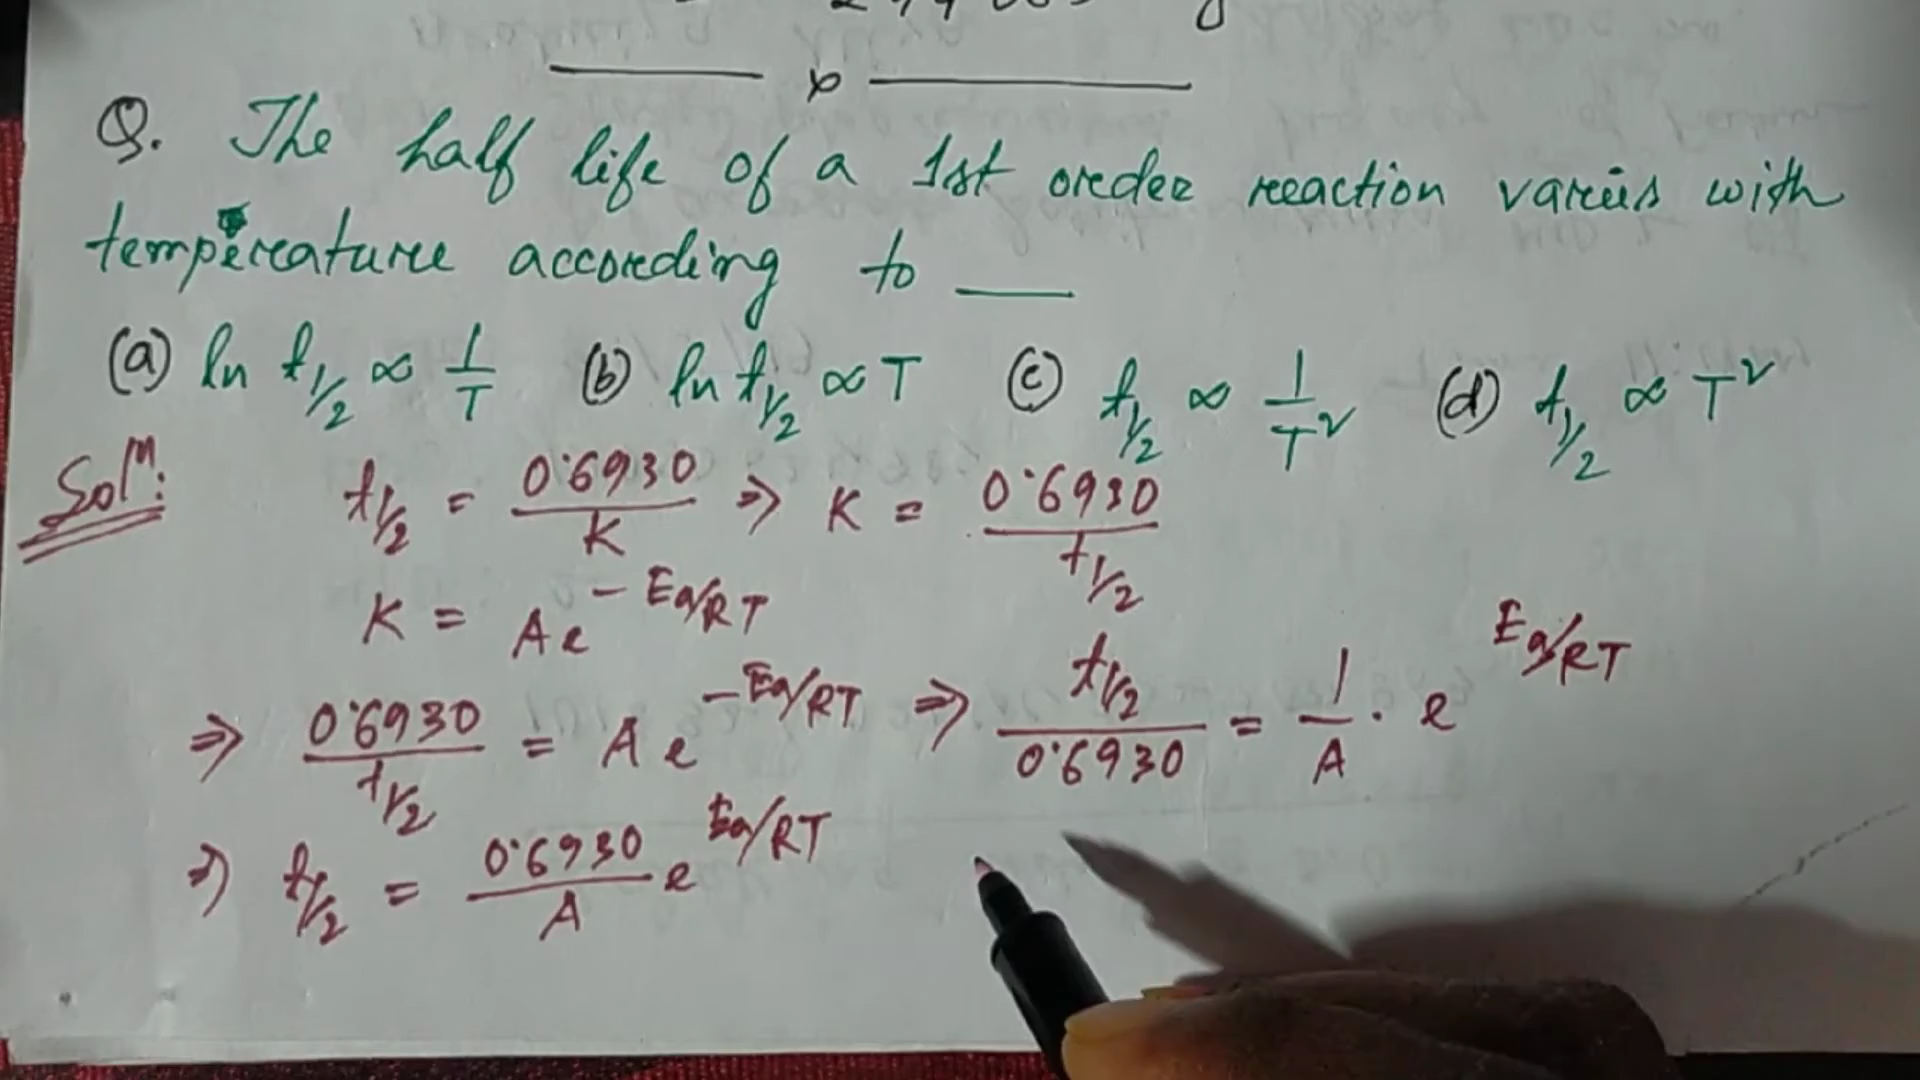 Q. The half life of a 1st order reaction varies with
temperature according to ___
(a) ln t1/2 ∝ 1/T (b) ln t1/2 ∝ T (c) t1/2 ∝ 1/T² (d) t1/2 ∝ T²
Solⁿ: t1/2 = 0.6930/K ⇒ K = 0.6930/t1/2
K = A e^(-Ea/RT)
⇒ 0.6930/t1/2 = A e^(-Ea/RT) ⇒ t1/2/0.6930 = 1/A . e^(Ea/RT)
⇒ t1/2 = 0.6930/A e^(Ea/RT)